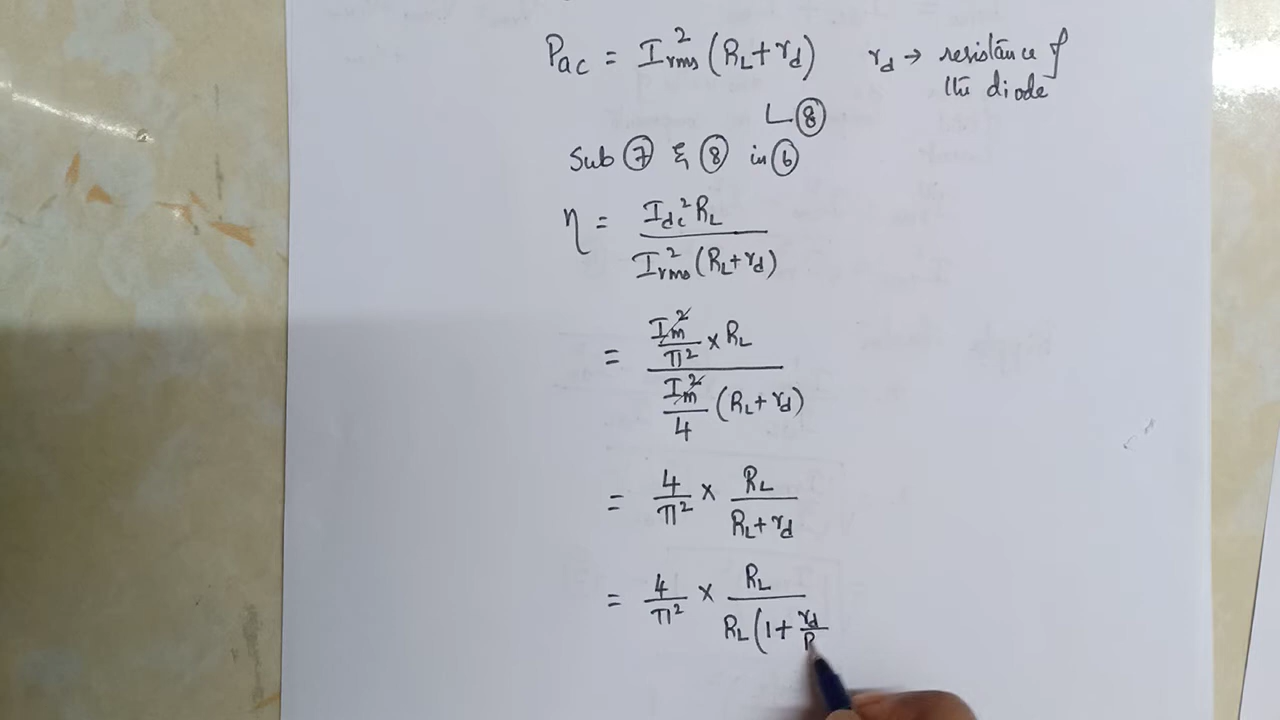 Pac = Irms² (RL + rd) rd → resistance of
the diode
└ ⑧
Sub ⑦ & ⑧ in ⑥
η = Idc² RL / Irms² (RL + rd)
= Im²/π² × RL / Im²/4 (RL + rd)
= 4/π² × RL / RL + rd
= 4/π² × RL / RL (1 + rd/R